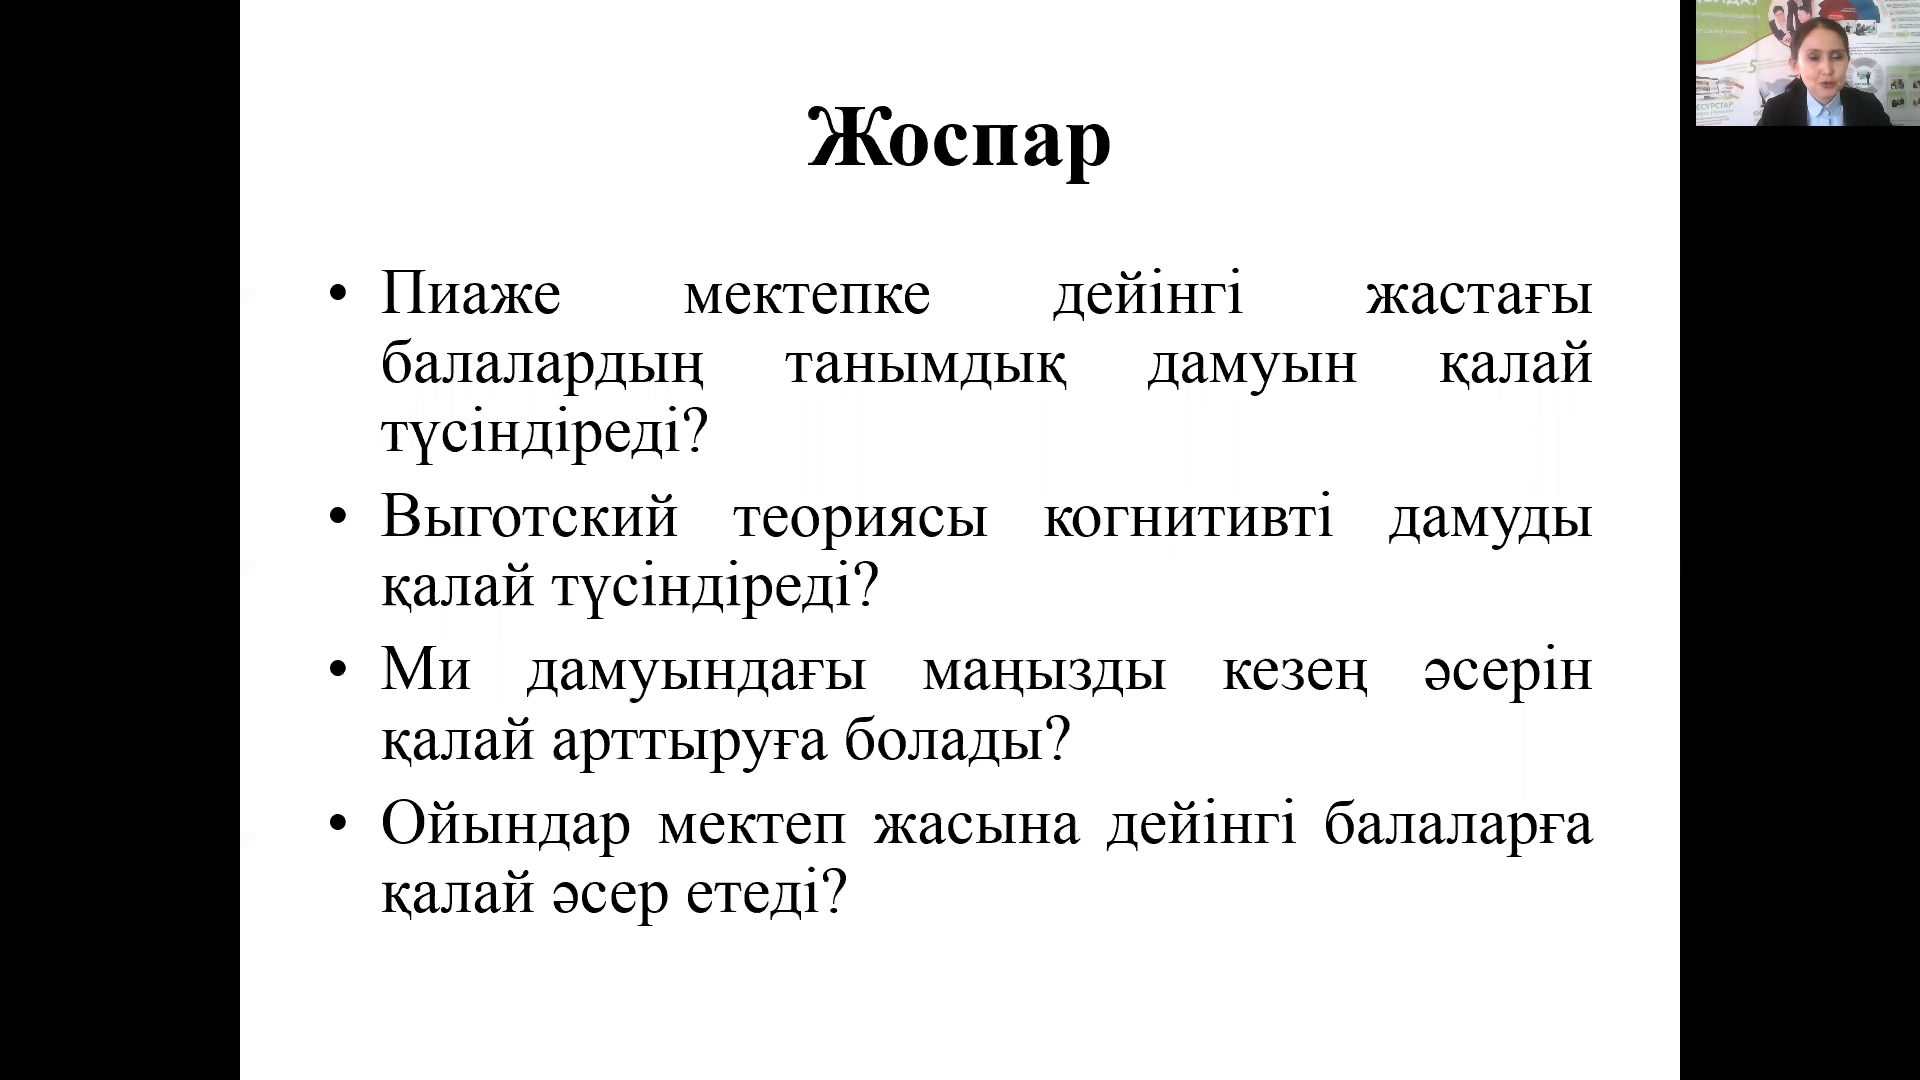 Жоспар
• Пиаже мектепке дейінгі жастағы
балалардың танымдық дамуын қалай
түсіндіреді?
• Выготский теориясы когнитивті дамуды
қалай түсіндіреді?
• Ми дамуындағы маңызды кезең әсерін
қалай арттыруға болады?
• Ойындар мектеп жасына дейінгі балаларға
қалай әсер етеді?
5